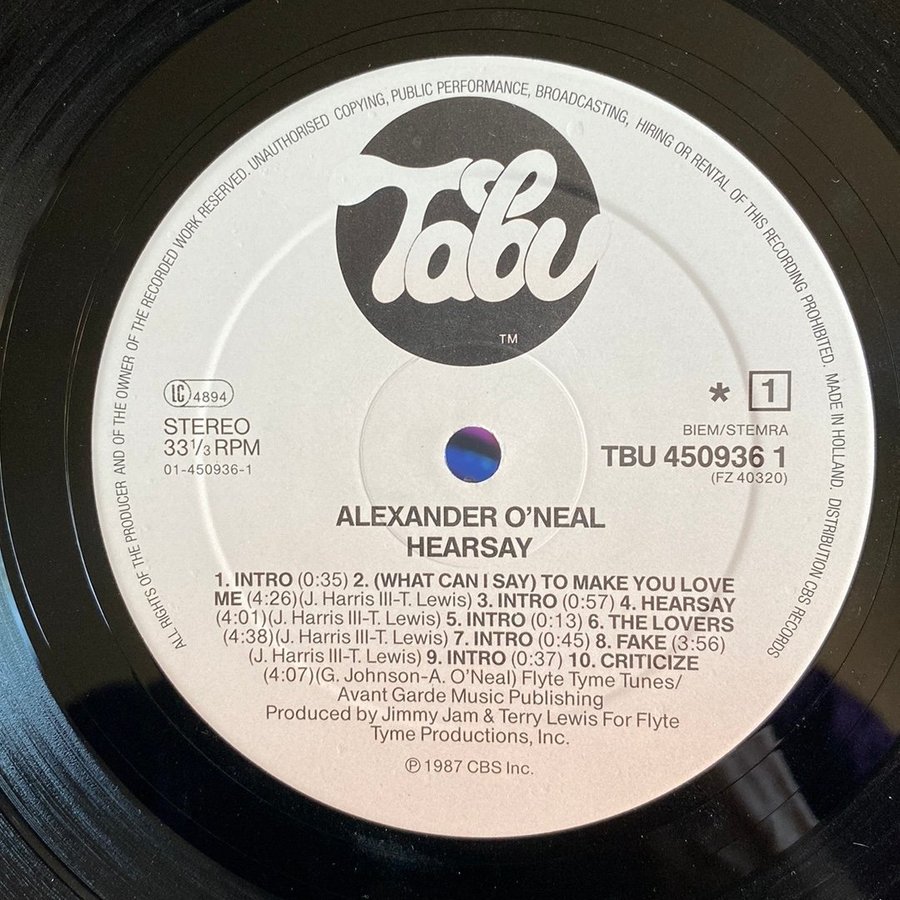 ALL RIGHTS OF THE PRODUCER AND OF THE OWNER OF THE RECORDED WORK RESERVED. UNAUTHORISED COPYING, PUBLIC PERFORMANCE, BROADCASTING, HIRING OR RENTAL OF THIS RECORDING PROHIBITED. MADE IN HOLLAND. DISTRIBUTION CBS RECORDS
Tabu
TM
LC 4894
STEREO
33 1/3 RPM
01-450936-1
* 1
BIEM/STEMRA
TBU 450936 1
(FZ 40320)
ALEXANDER O'NEAL
HEARSAY
1. INTRO (0:35) 2. (WHAT CAN I SAY) TO MAKE YOU LOVE
ME (4:26)(J. Harris III-T. Lewis) 3. INTRO (0:57) 4. HEARSAY
(4:01)(J. Harris III-T. Lewis) 5. INTRO (0:13) 6. THE LOVERS
(4:38)(J. Harris III-T. Lewis) 7. INTRO (0:45) 8. FAKE (3:56)
(J. Harris III-T. Lewis) 9. INTRO (0:37) 10. CRITICIZE
(4:07)(G. Johnson-A. O'Neal) Flyte Tyme Tunes/
Avant Garde Music Publishing
Produced by Jimmy Jam & Terry Lewis For Flyte
Tyme Productions, Inc.
℗ 1987 CBS Inc.